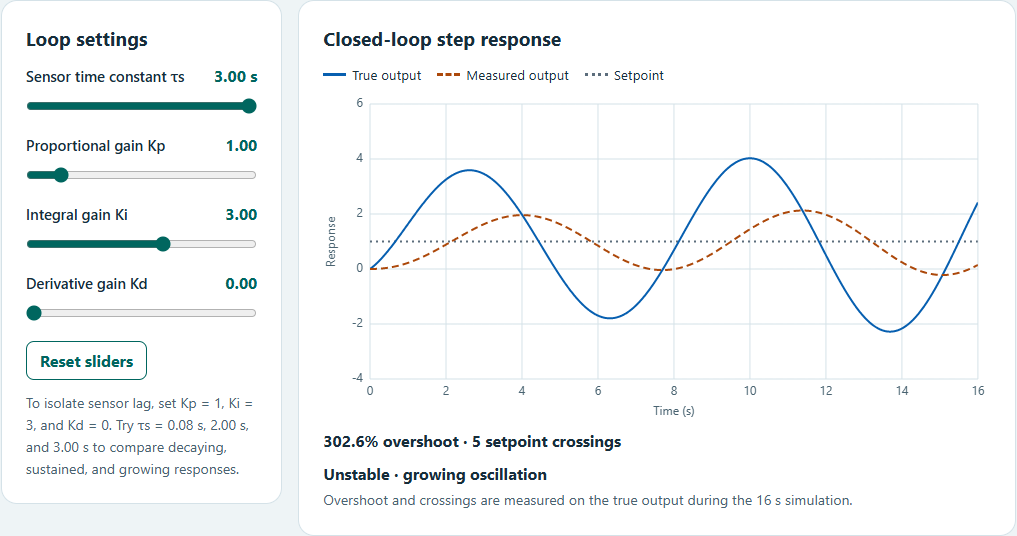 Loop settings
Sensor time constant τs 3.00 s
Proportional gain Kp 1.00
Integral gain Ki 3.00
Derivative gain Kd 0.00
Reset sliders
To isolate sensor lag, set Kp = 1, Ki =
3, and Kd = 0. Try τs = 0.08 s, 2.00 s,
and 3.00 s to compare decaying,
sustained, and growing responses.
Closed-loop step response
True output Measured output Setpoint
6
4
2
0
-2
-4
Response
0 2 4 6 8 10 12 14 16
Time (s)
302.6% overshoot · 5 setpoint crossings
Unstable · growing oscillation
Overshoot and crossings are measured on the true output during the 16 s simulation.